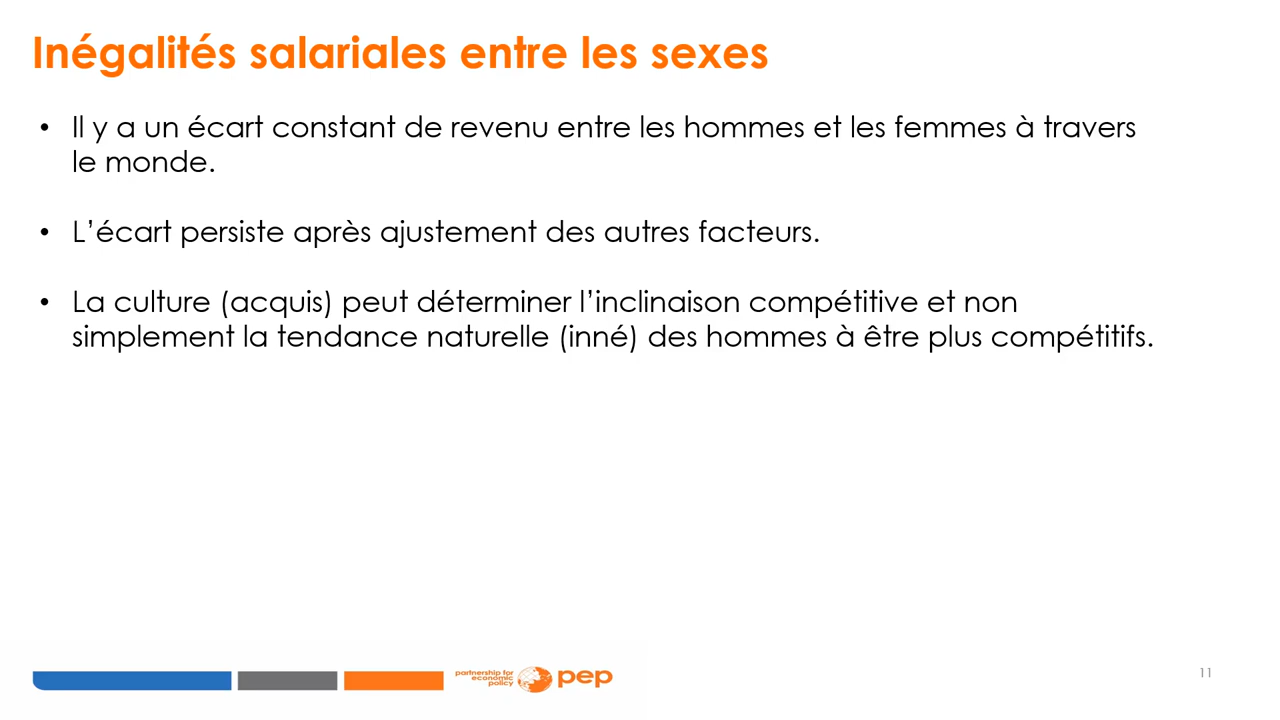 Inégalités salariales entre les sexes
• Il y a un écart constant de revenu entre les hommes et les femmes à travers
le monde.
• L’écart persiste après ajustement des autres facteurs.
• La culture (acquis) peut déterminer l’inclinaison compétitive et non
simplement la tendance naturelle (inné) des hommes à être plus compétitifs.
partnership for
economic
policy
pep
11